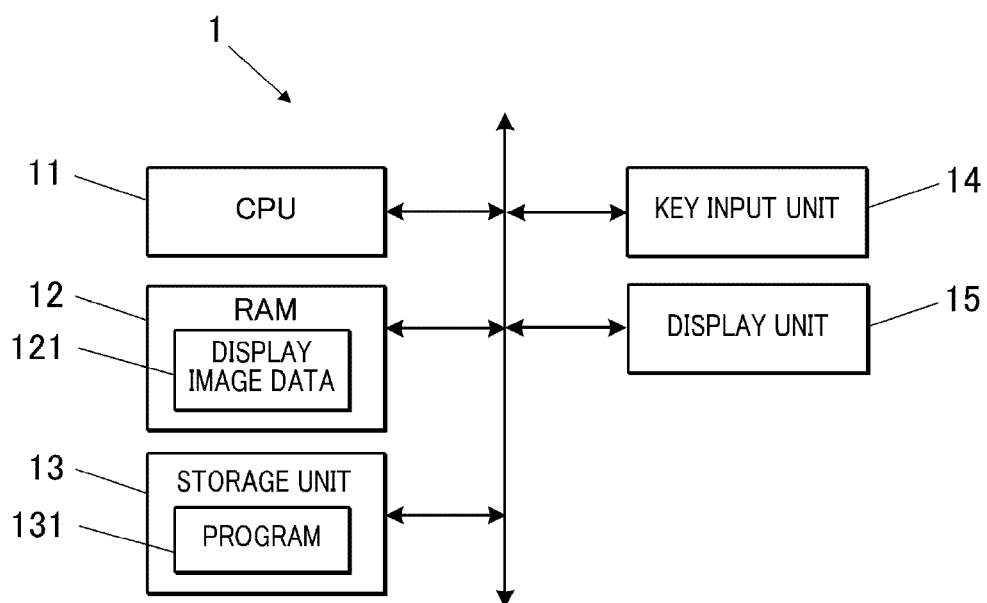 1
11
CPU
14
KEY INPUT UNIT
12
RAM
121
DISPLAY
IMAGE DATA
15
DISPLAY UNIT
13
STORAGE UNIT
131
PROGRAM